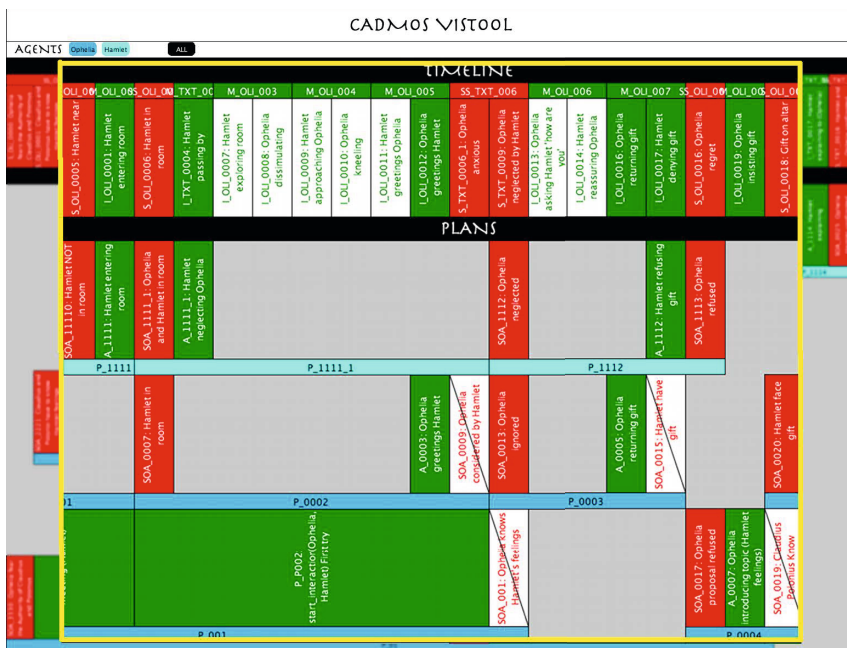 CADMOS VISTOOL
AGENTS
Ophelia
Hamlet
ALL
TIMELINE
M_TXT_00
M_OLI_003
M_OLI_004
M_OLI_005
SS_TXT_006
M_OLI_006
M_OLI_007
S_OLI_0005: Hamlet near
I_OLI_0001: Hamlet
entering room
S_OLI_0006: Hamlet in
room
I_TXT_0004: Hamlet
passing by
I_OLI_0007: Hamlet
exploring room
I_OLI_0008: Ophelia
dissimulating
I_OLI_0009: Hamlet
approaching Ophelia
I_OLI_0010: Ophelia
kneeling
I_OLI_0011: Hamlet
greetings Ophelia
I_OLI_0012: Ophelia
greetings Hamlet
S_TXT_0006_1: Ophelia
anxious
S_TXT_0009: Ophelia
neglected by Hamlet
I_OLI_0013: Ophelia
asking Hamlet 'how are
you'
I_OLI_0014: Hamlet
reassuring Ophelia
I_OLI_0016: Ophelia
returning gift
I_OLI_0017: Hamlet
denying gift
S_OLI_0016: Ophelia
regret
I_OLI_0019: Ophelia
insisting gift
S_OLI_0018: Gift on altar
PLANS
SOA_11110: Hamlet NOT
in room
A_1111: Hamlet entering
room
SOA_1111_1: Ophelia
and Hamlet in room
A_1111_1: Hamlet
neglecting Ophelia
SOA_1112: Ophelia
neglected
A_1112: Hamlet refusing
gift
SOA_1113: Ophelia
refused
P_1111
P_1111_1
P_1112
SOA_0007: Hamlet in
room
A_0003: Ophelia
greetings Hamlet
SOA_0009: Ophelia
considered by Hamlet
SOA_0013: Ophelia
ignored
A_0005: Ophelia
returning gift
SOA_0015: Hamlet have
gift
SOA_0020: Hamlet face
gift
01
P_0002
P_0003
P_P002:
start_interaction(Ophelia,
Hamlet) First try
SOA_001: Ophelia knows
Hamlet's feelings
SOA_0017: Ophelia
proposal refused
A_0007: Ophelia
introducing topic (Hamlet
feelings)
SOA_0019: Claudius
Polonius Know
P_001
P_0004